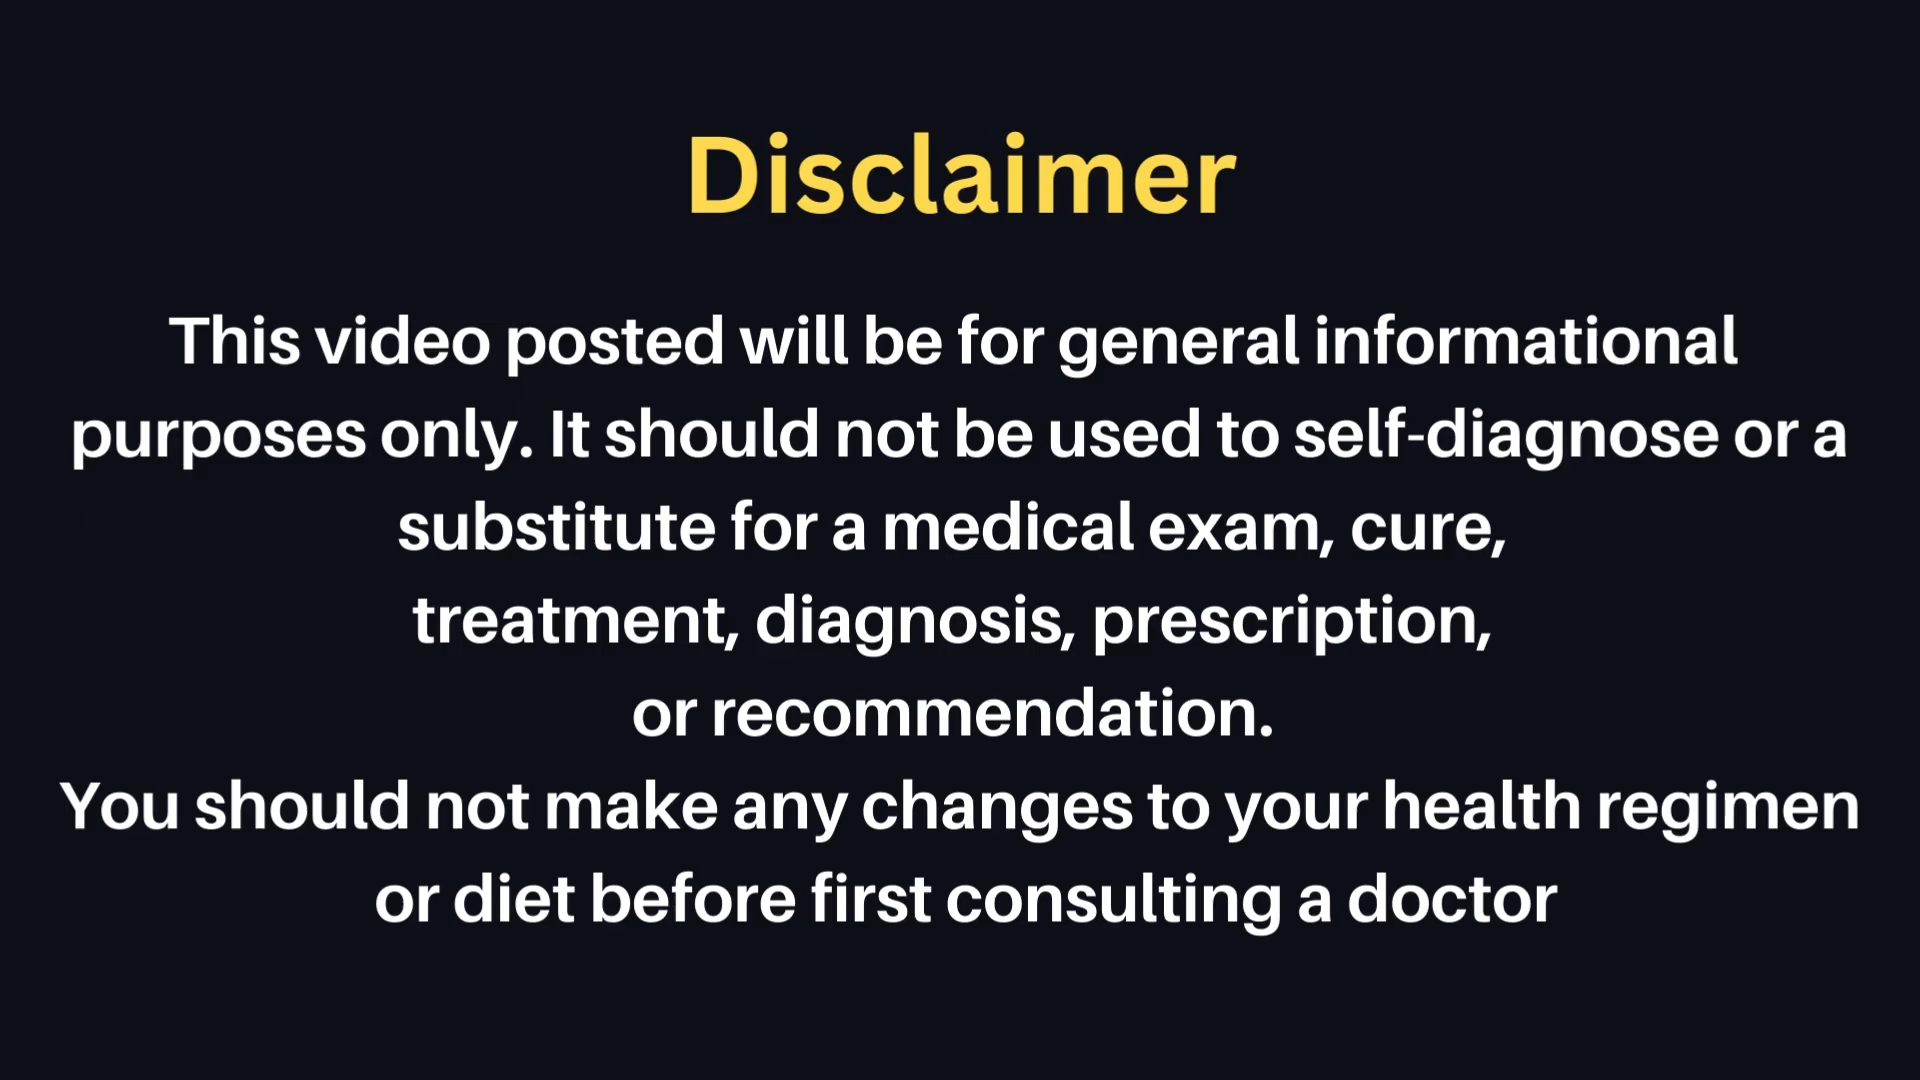 Disclaimer
This video posted will be for general informational
purposes only. It should not be used to self-diagnose or a
substitute for a medical exam, cure,
treatment, diagnosis, prescription,
or recommendation.
You should not make any changes to your health regimen
or diet before first consulting a doctor